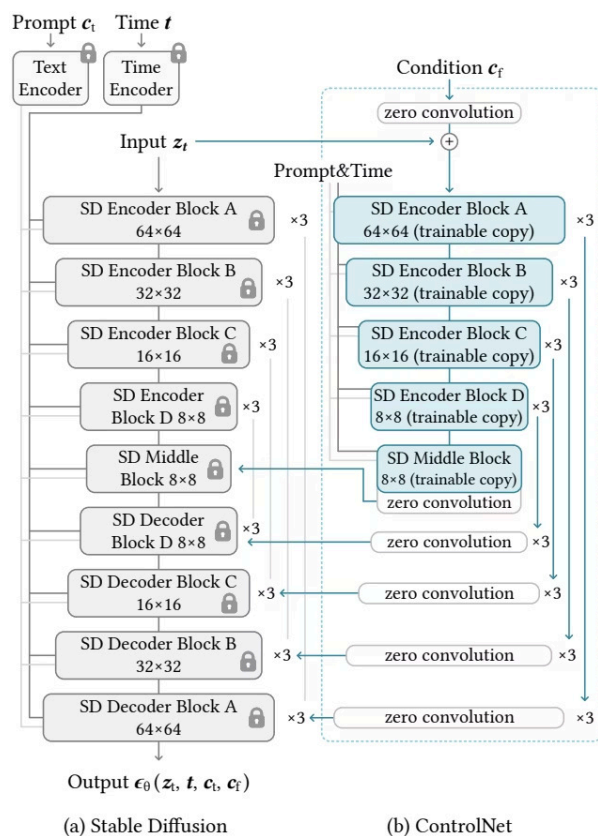 Prompt cₜ
Time t
Text
Encoder
Time
Encoder
Input zₜ
SD Encoder Block A
64×64
×3
SD Encoder Block B
32×32
×3
SD Encoder Block C
16×16
×3
SD Encoder
Block D 8×8
×3
SD Middle
Block 8×8
SD Decoder
Block D 8×8
×3
SD Decoder Block C
16×16
×3
SD Decoder Block B
32×32
×3
SD Decoder Block A
64×64
×3
Output ϵθ(zₜ, t, cₜ, c_f)
(a) Stable Diffusion
Condition c_f
zero convolution
+
Prompt&Time
SD Encoder Block A
64×64 (trainable copy)
×3
SD Encoder Block B
32×32 (trainable copy)
×3
SD Encoder Block C
16×16 (trainable copy)
×3
SD Encoder Block D
8×8 (trainable copy)
×3
SD Middle Block
8×8 (trainable copy)
zero convolution
zero convolution
×3
zero convolution
×3
zero convolution
×3
zero convolution
×3
(b) ControlNet